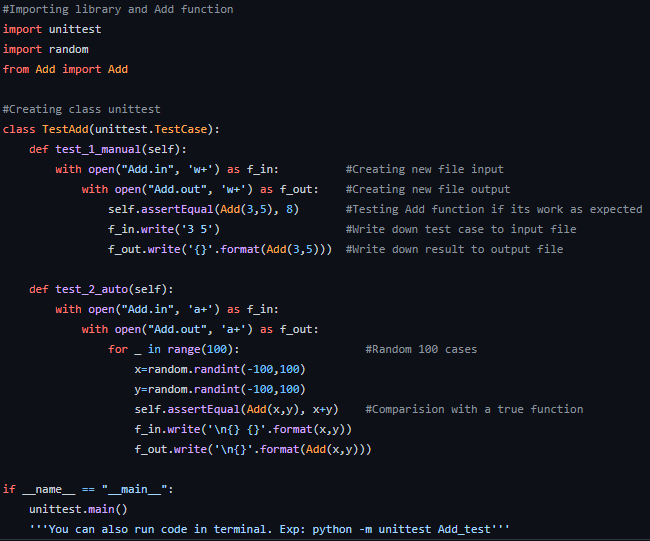 #Importing library and Add function
import unittest
import random
from Add import Add
#Creating class unittest
class TestAdd(unittest.TestCase):
    def test_1_manual(self):
        with open("Add.in", 'w+') as f_in:          #Creating new file input
            with open("Add.out", 'w+') as f_out:    #Creating new file output
                self.assertEqual(Add(3,5), 8)       #Testing Add function if its work as expected
                f_in.write('3 5')                   #Write down test case to input file
                f_out.write('{}'.format(Add(3,5)))  #Write down result to output file
    def test_2_auto(self):
        with open("Add.in", 'a+') as f_in:
            with open("Add.out", 'a+') as f_out:
                for _ in range(100):                   #Random 100 cases
                    x=random.randint(-100,100)
                    y=random.randint(-100,100)
                    self.assertEqual(Add(x,y), x+y)    #Comparision with a true function
                    f_in.write('\n{} {}'.format(x,y))
                    f_out.write('\n{}'.format(Add(x,y)))
if __name__ == "__main__":
    unittest.main()
    '''You can also run code in terminal. Exp: python -m unittest Add_test'''